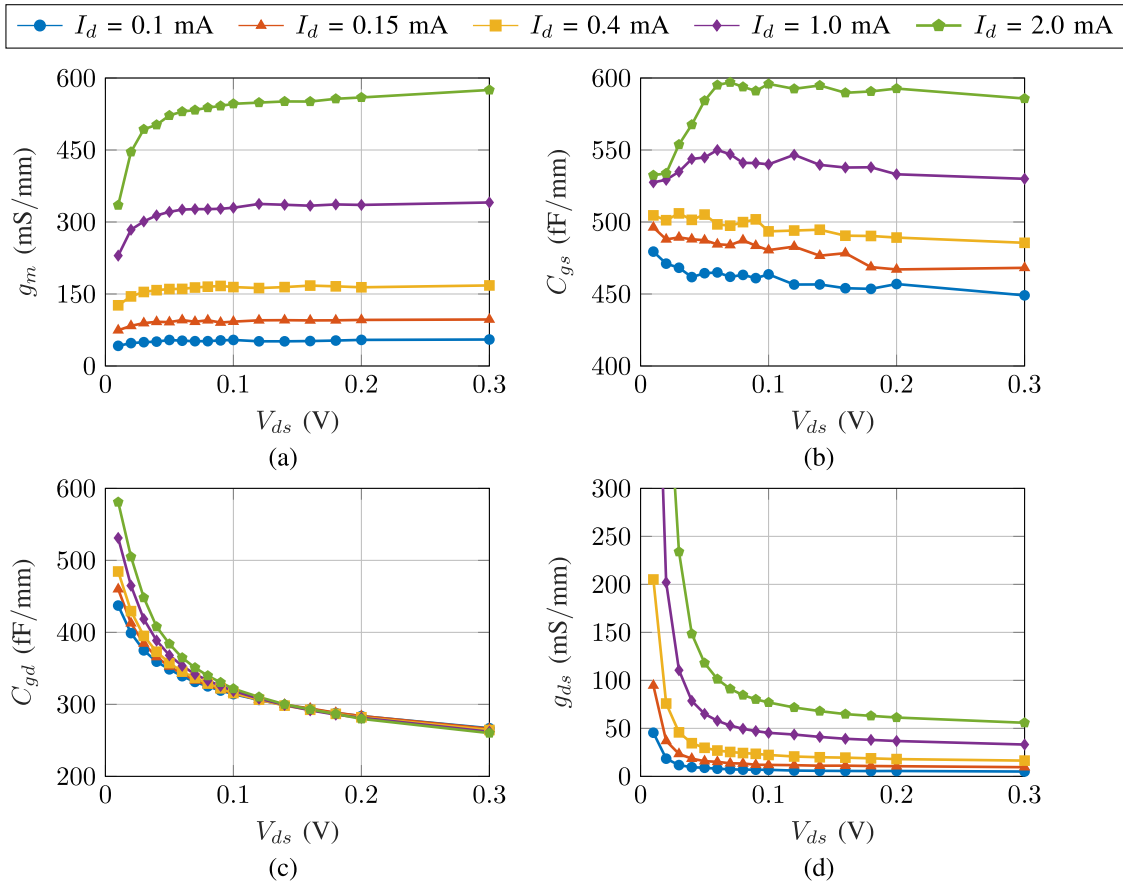 I_d = 0.1 mA I_d = 0.15 mA I_d = 0.4 mA I_d = 1.0 mA I_d = 2.0 mA
600
450
300
150
0
g_m (mS/mm)
0 0.1 0.2 0.3
V_ds (V)
(a)
600
550
500
450
400
C_gs (fF/mm)
0 0.1 0.2 0.3
V_ds (V)
(b)
600
500
400
300
200
C_gd (fF/mm)
0 0.1 0.2 0.3
V_ds (V)
(c)
300
250
200
150
100
50
0
g_ds (mS/mm)
0 0.1 0.2 0.3
V_ds (V)
(d)